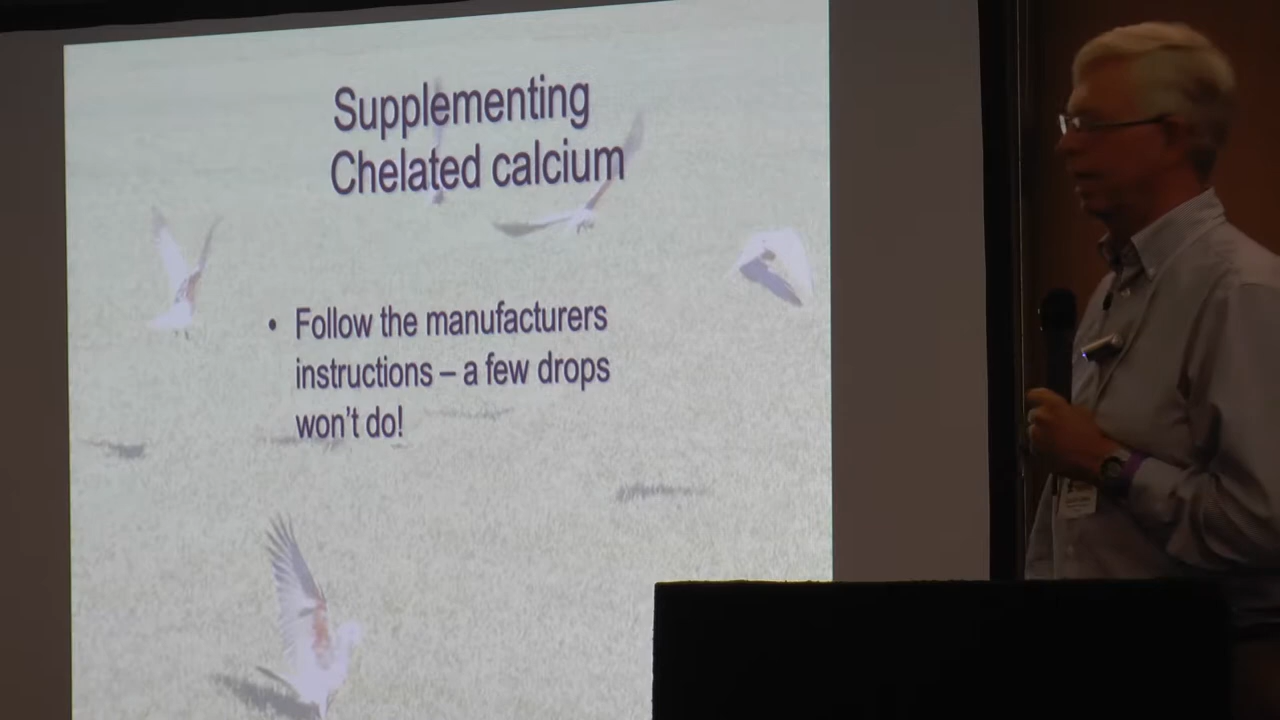 Supplementing
Chelated calcium
• Follow the manufacturers
instructions – a few drops
won't do!